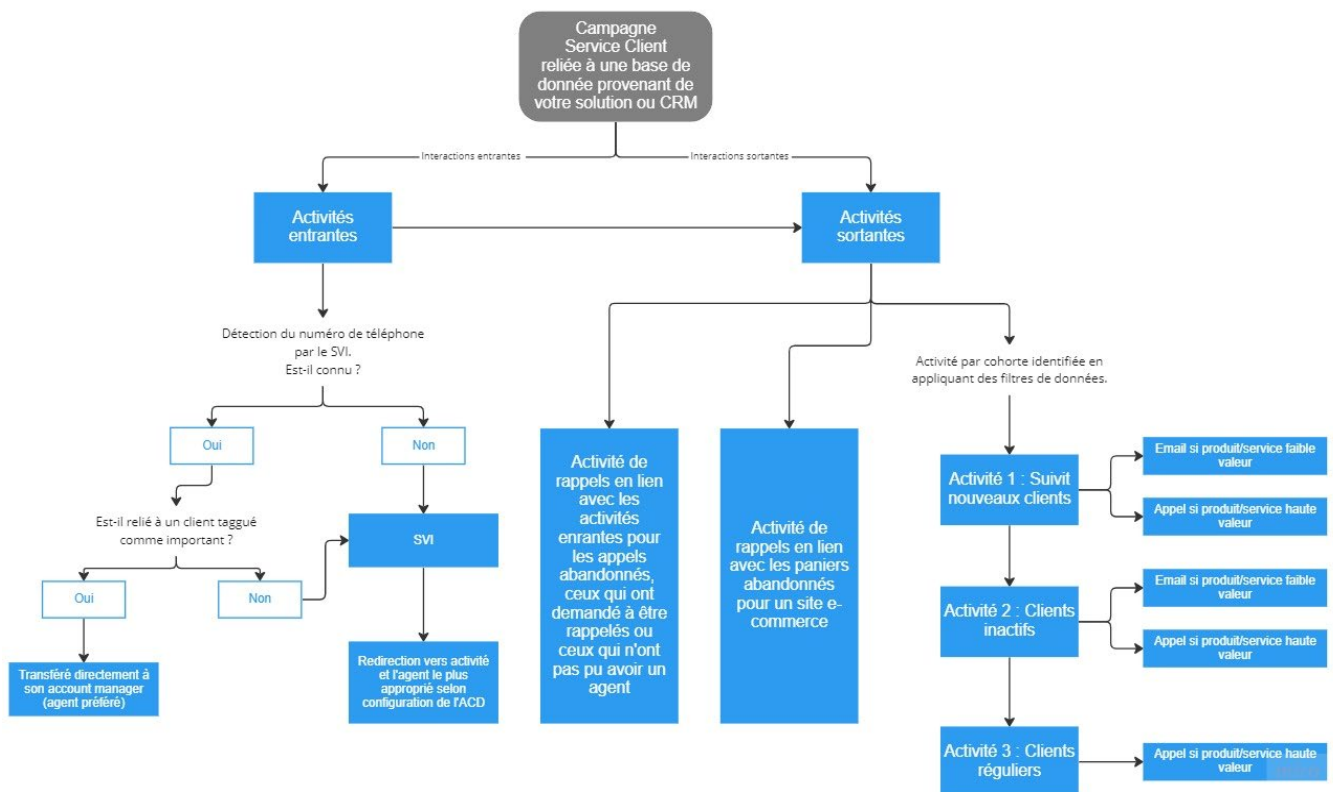 Campagne
Service Client
reliée à une base de
donnée provenant de
votre solution ou CRM
Interactions entrantes
Interactions sortantes
Activités
entrantes
Activités
sortantes
Détection du numéro de téléphone
par le SVI.
Est-il connu ?
Oui
Non
Est-il relié à un client taggué
comme important ?
SVI
Oui
Non
Transféré directement à
son account manager
(agent préféré)
Redirection vers activité
et l'agent le plus
approprié selon
configuration de l'ACD
Activité de
rappels en lien
avec les
activités
enrantes pour
les appels
abandonnés,
ceux qui ont
demandé à être
rappelés ou
ceux qui n'ont
pas pu avoir un
agent
Activité de
rappels en lien
avec les paniers
abandonnés
pour un site e-
commerce
Activité par cohorte identifiée en
appliquant des filtres de données.
Activité 1 : Suivit
nouveaux clients
Email si produit/service faible
valeur
Appel si produit/service haute
valeur
Activité 2 : Clients
inactifs
Email si produit/service faible
valeur
Appel si produit/service haute
valeur
Activité 3 : Clients
réguliers
Appel si produit/service haute
valeur